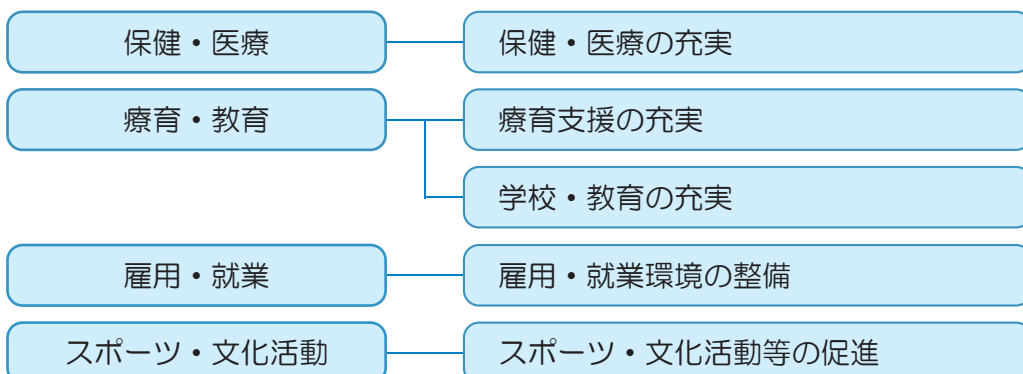 保健・医療
保健・医療の充実
療育・教育
療育支援の充実
学校・教育の充実
雇用・就業
雇用・就業環境の整備
スポーツ・文化活動
スポーツ・文化活動等の促進